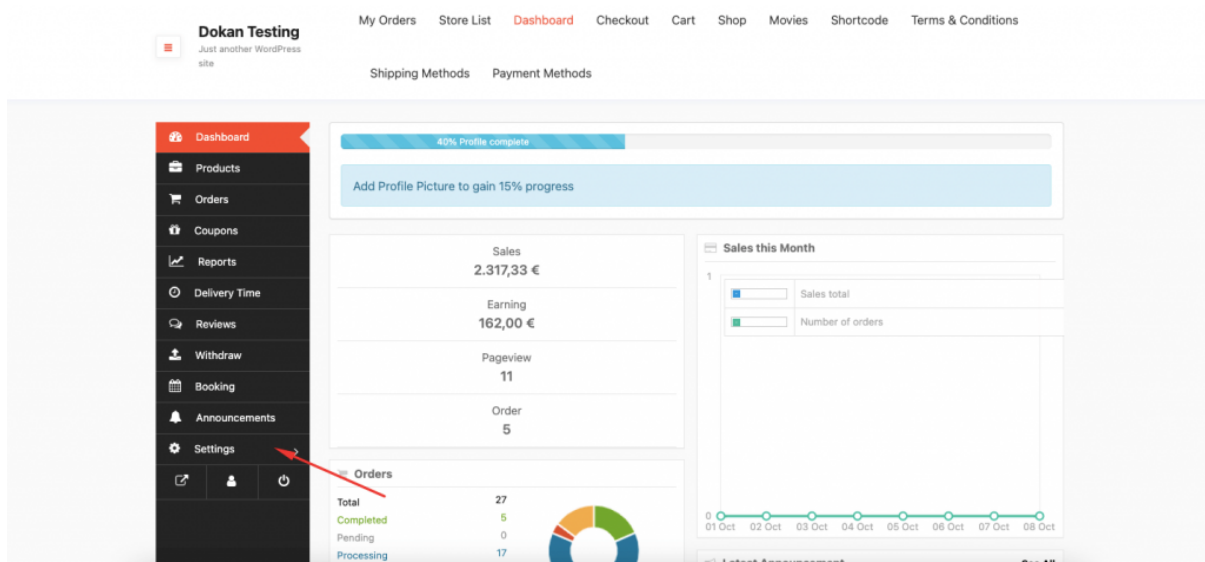 Dokan Testing
Just another WordPress
site
My Orders Store List Dashboard Checkout Cart Shop Movies Shortcode Terms & Conditions
Shipping Methods Payment Methods
Dashboard
Products
Orders
Coupons
Reports
Delivery Time
Reviews
Withdraw
Booking
Announcements
Settings
40% Profile complete
Add Profile Picture to gain 15% progress
Sales
2.317,33 €
Earning
162,00 €
Pageview
11
Order
5
Orders
Total 27
Completed 5
Pending 0
Processing 17
Sales this Month
1
Sales total
Number of orders
0
01 Oct 02 Oct 03 Oct 04 Oct 05 Oct 06 Oct 07 Oct 08 Oct
Latest Announcement See All